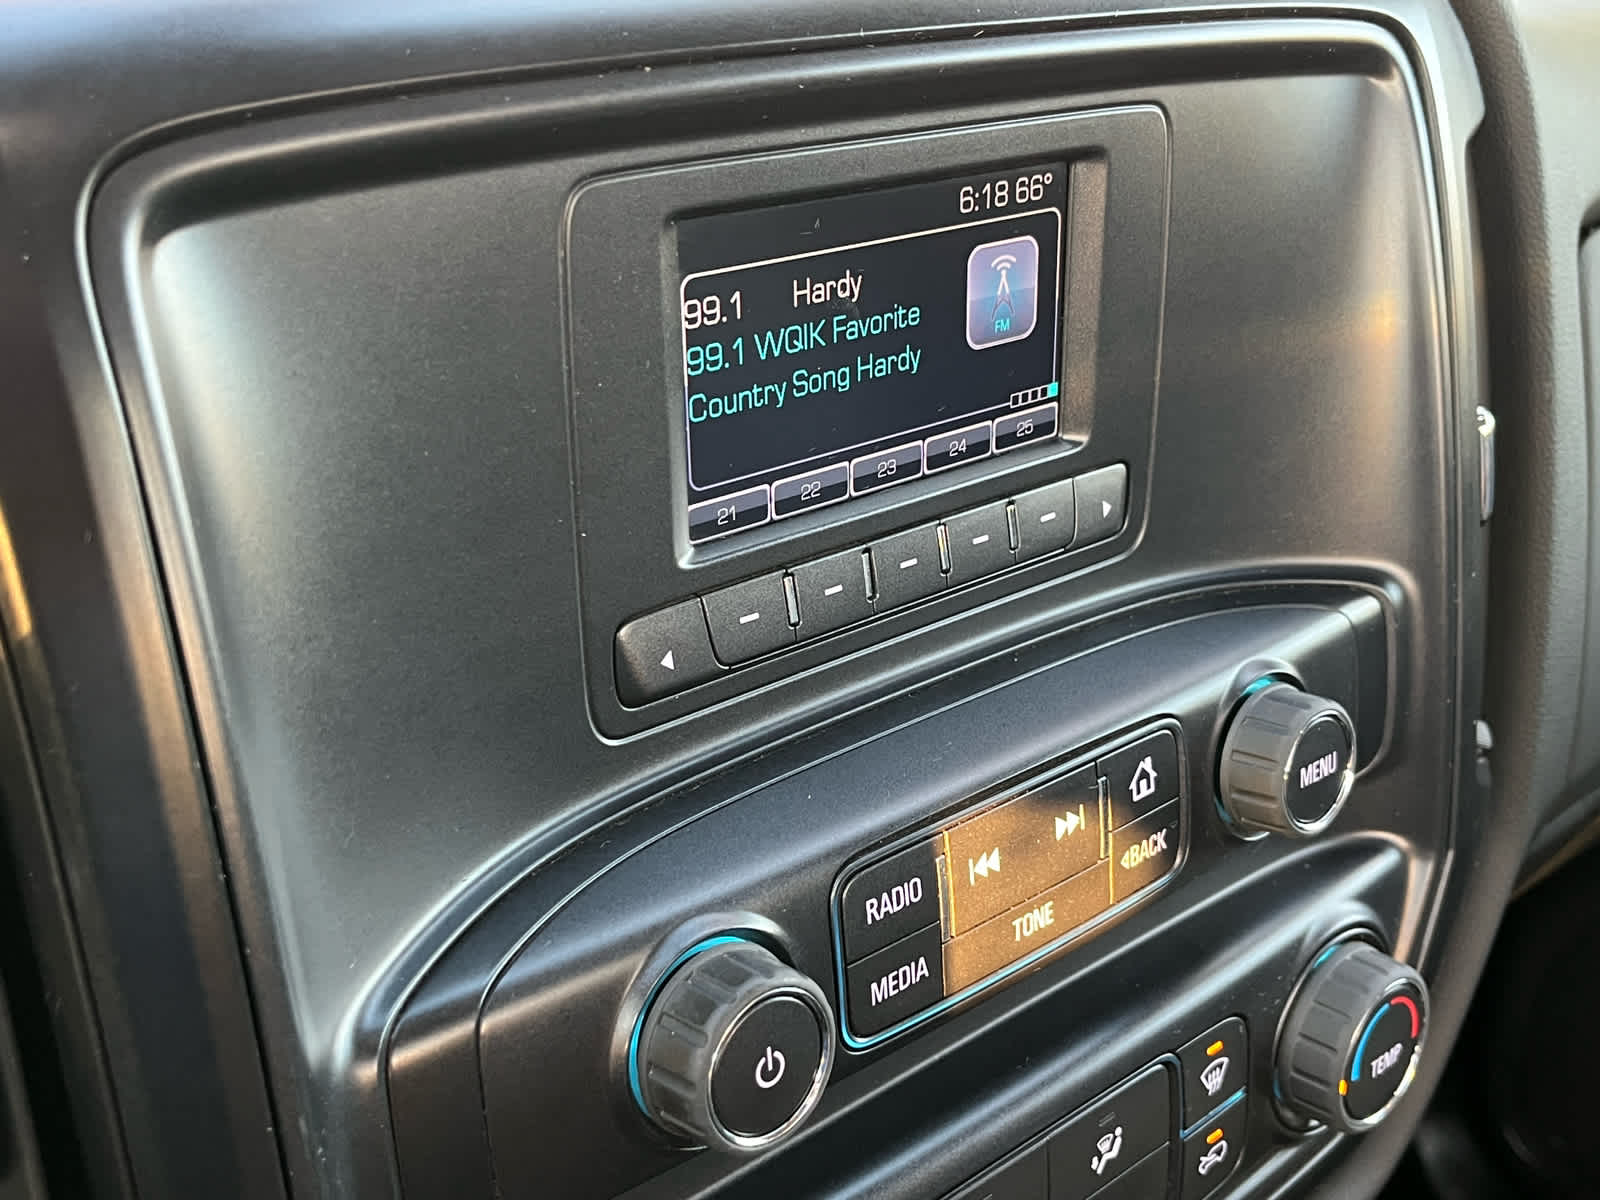 6:18 66°
99.1 Hardy
99.1 WQIK Favorite
Country Song Hardy
FM
21 22 23 24 25
MENU
RADIO
BACK
TONE
MEDIA
TEMP